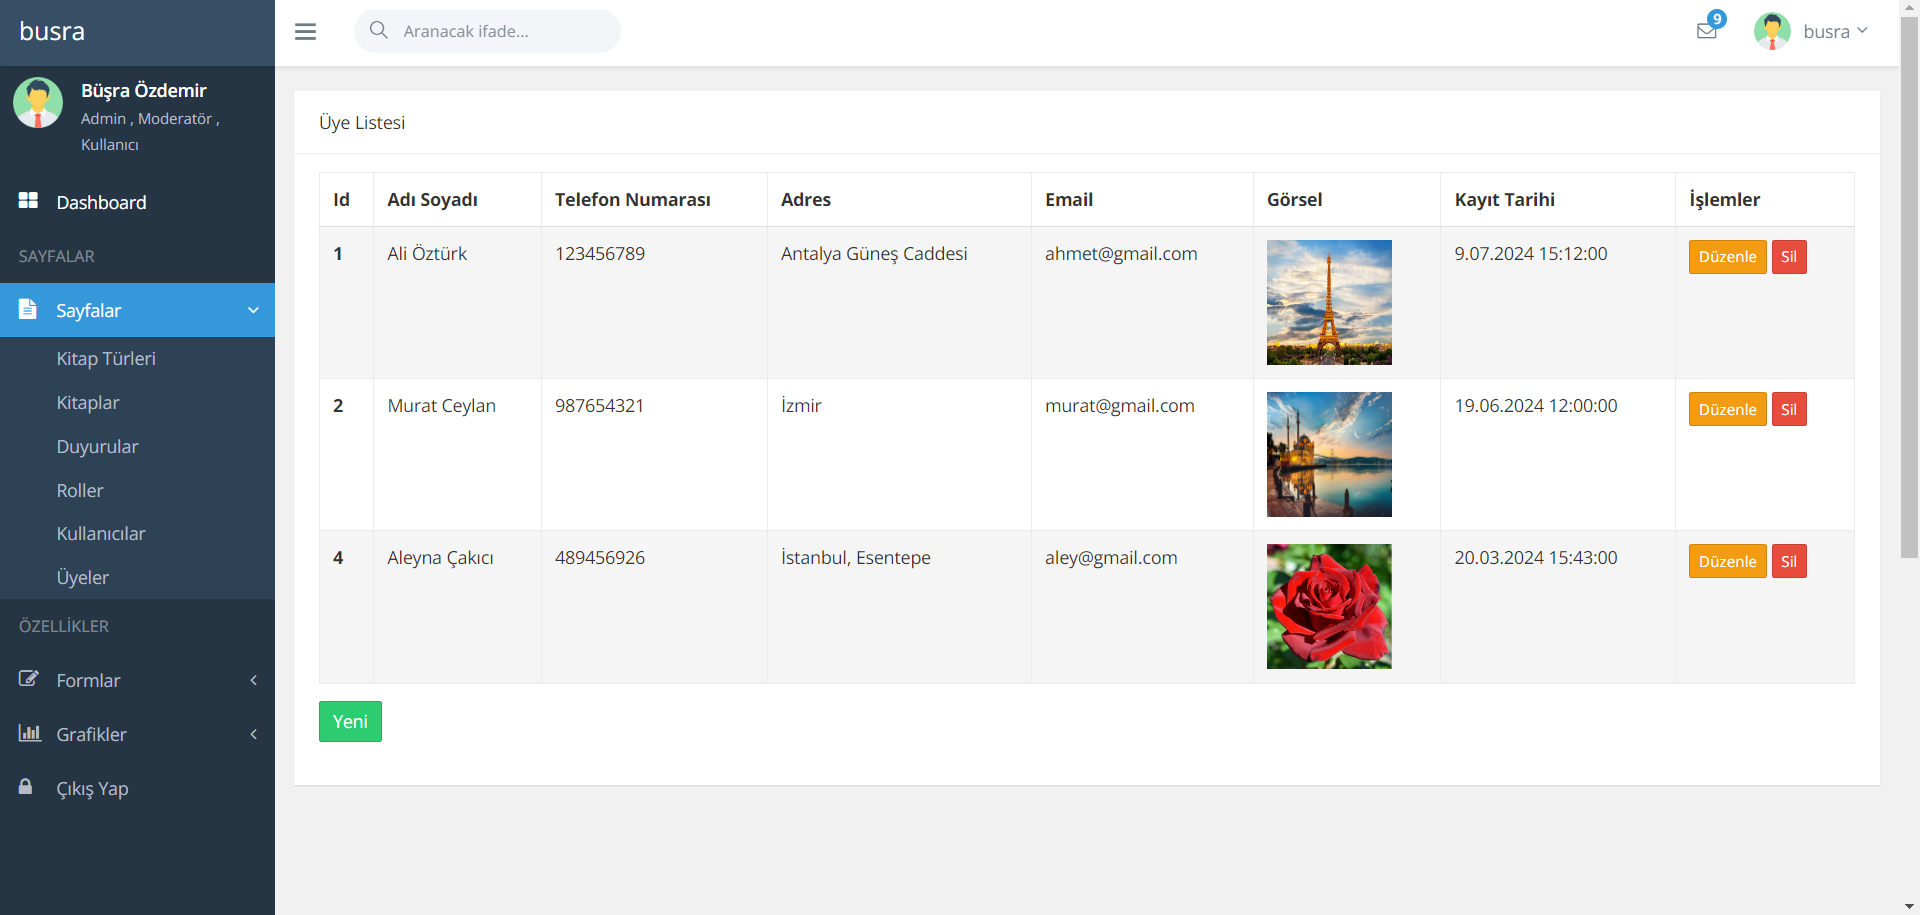 busra
Aranacak ifade...
9
busra
Büşra Özdemir
Admin , Moderatör ,
Kullanıcı
Dashboard
SAYFALAR
Sayfalar
Kitap Türleri
Kitaplar
Duyurular
Roller
Kullanıcılar
Üyeler
ÖZELLİKLER
Formlar
Grafikler
Çıkış Yap
Üye Listesi
Id Adı Soyadı Telefon Numarası Adres Email Görsel Kayıt Tarihi İşlemler
1 Ali Öztürk 123456789 Antalya Güneş Caddesi ahmet@gmail.com 9.07.2024 15:12:00 Düzenle Sil
2 Murat Ceylan 987654321 İzmir murat@gmail.com 19.06.2024 12:00:00 Düzenle Sil
4 Aleyna Çakıcı 489456926 İstanbul, Esentepe aley@gmail.com 20.03.2024 15:43:00 Düzenle Sil
Yeni